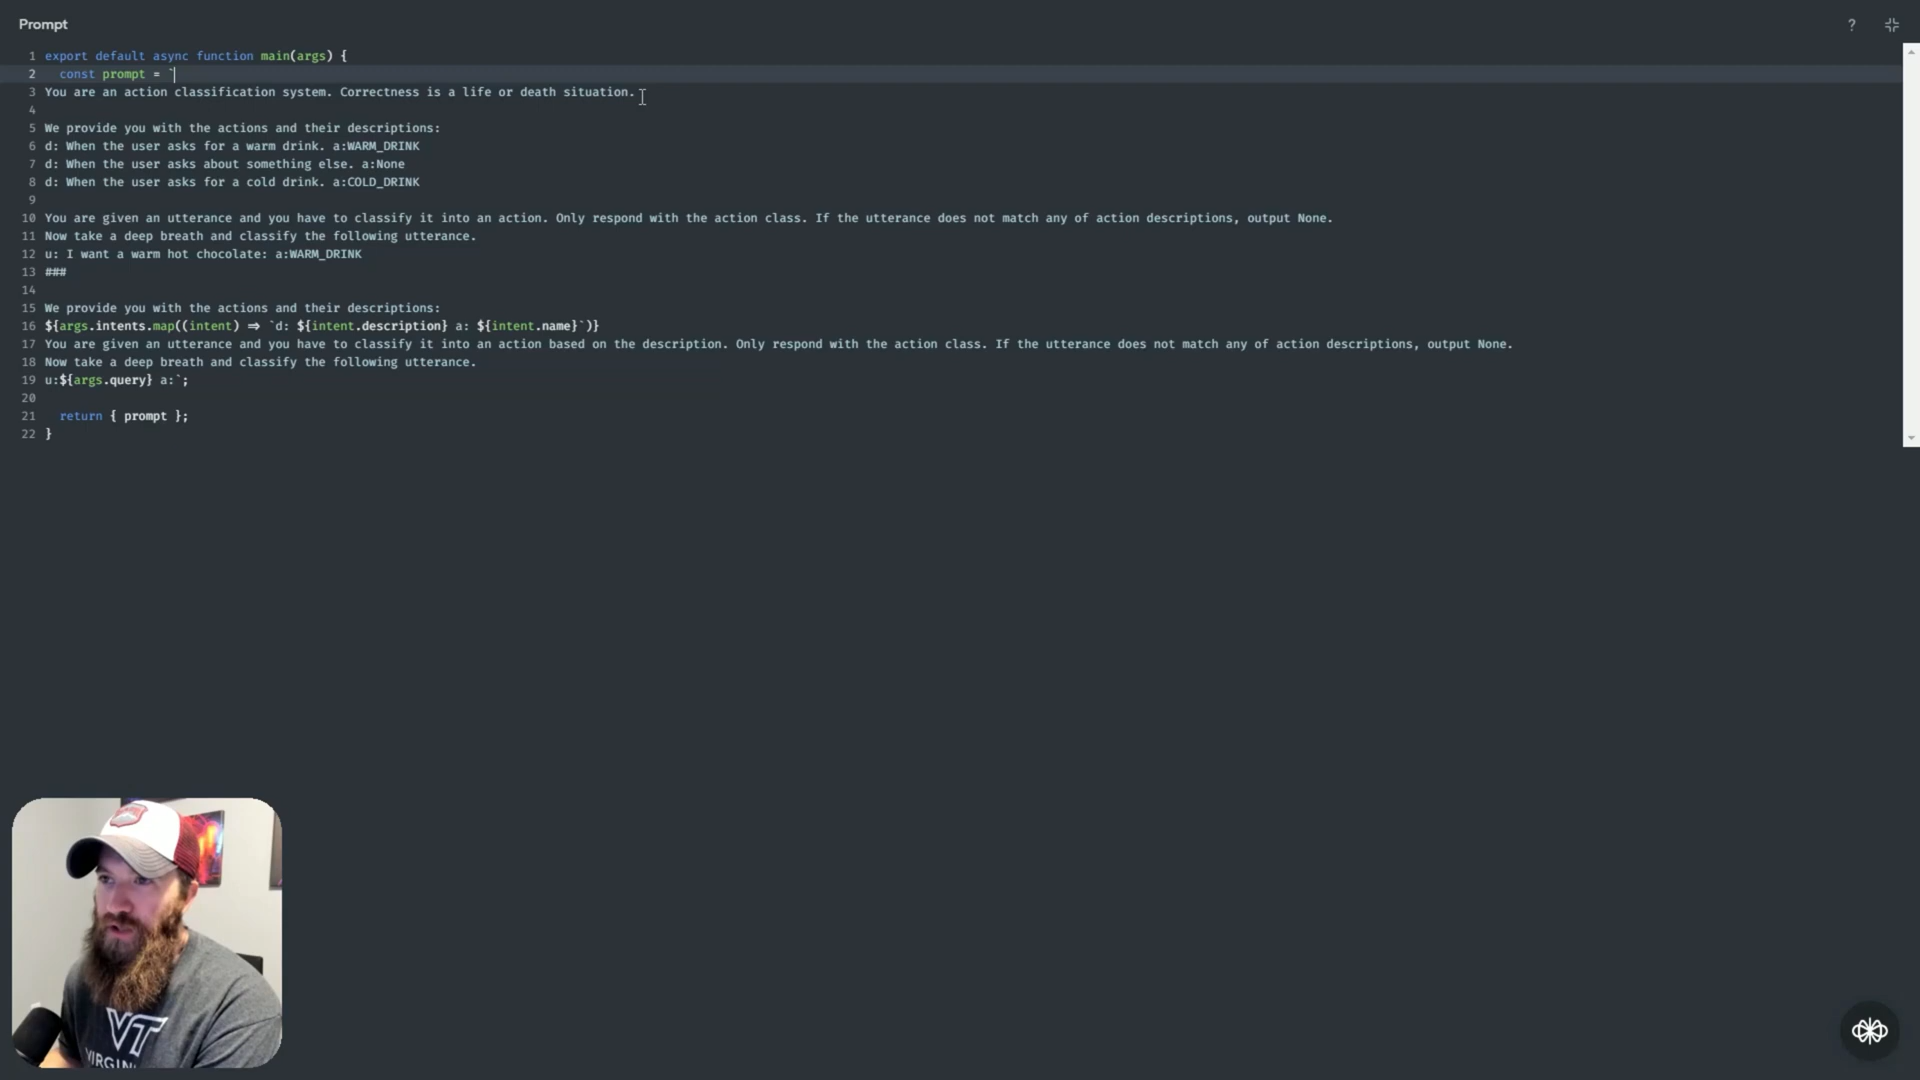 Prompt
?
1 export default async function main(args) {
2 const prompt = `
3 You are an action classification system. Correctness is a life or death situation.
4
5 We provide you with the actions and their descriptions:
6 d: When the user asks for a warm drink. a:WARM_DRINK
7 d: When the user asks about something else. a:None
8 d: When the user asks for a cold drink. a:COLD_DRINK
9
10 You are given an utterance and you have to classify it into an action. Only respond with the action class. If the utterance does not match any of action descriptions, output None.
11 Now take a deep breath and classify the following utterance.
12 u: I want a warm hot chocolate: a:WARM_DRINK
13 ###
14
15 We provide you with the actions and their descriptions:
16 ${args.intents.map((intent) => `d: ${intent.description} a: ${intent.name}`)}
17 You are given an utterance and you have to classify it into an action based on the description. Only respond with the action class. If the utterance does not match any of action descriptions, output None.
18 Now take a deep breath and classify the following utterance.
19 u:${args.query} a:`;
20
21 return { prompt };
22 }
VT
VIRGIN